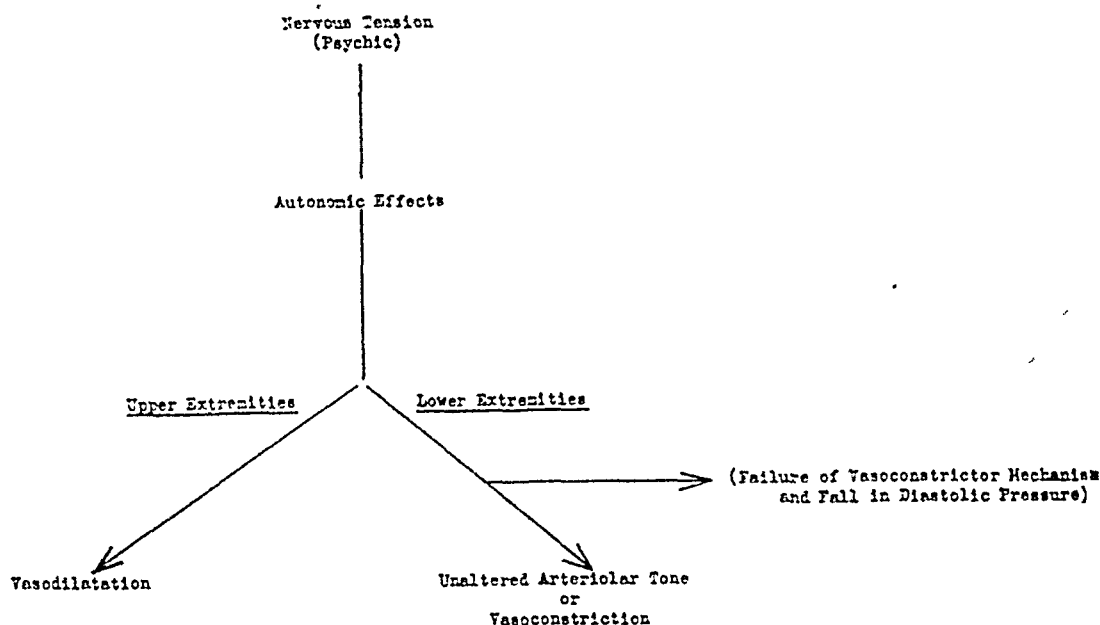 Nervous Tension
(Psychic)
Autonomic Effects
Upper Extremities
Lower Extremities
(Failure of Vasoconstrictor Mechanism
and Fall in Diastolic Pressure)
Vasodilatation
Unaltered Arteriolar Tone
or
Vasoconstriction